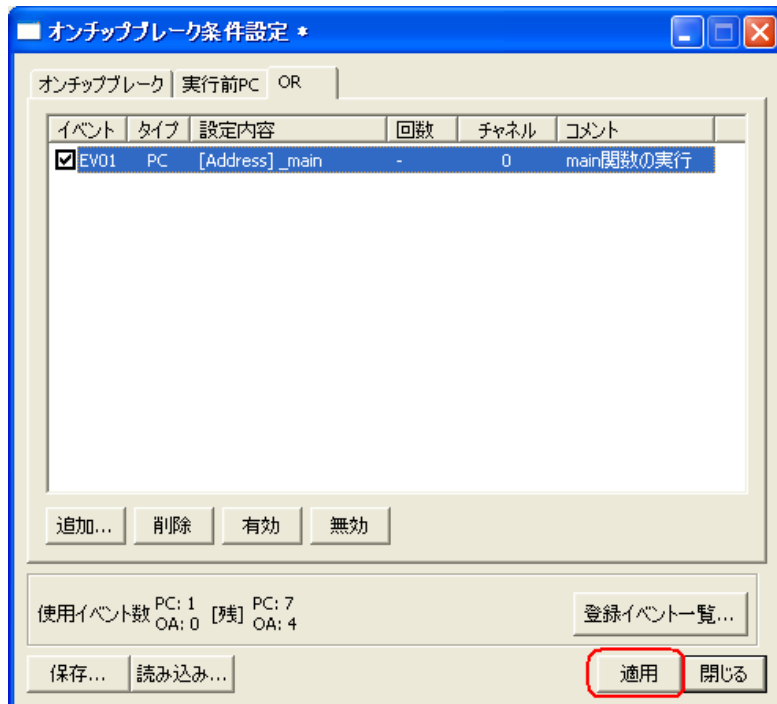 オンチップブレーク条件設定 *
オンチップブレーク 実行前PC OR
イベント タイプ 設定内容 回数 チャネル コメント
EV01 PC [Address] _main - 0 main関数の実行
追加... 削除 有効 無効
使用イベント数 PC: 1 [残] PC: 7
OA: 0 OA: 4
登録イベント一覧...
保存... 読み込み... 適用 閉じる